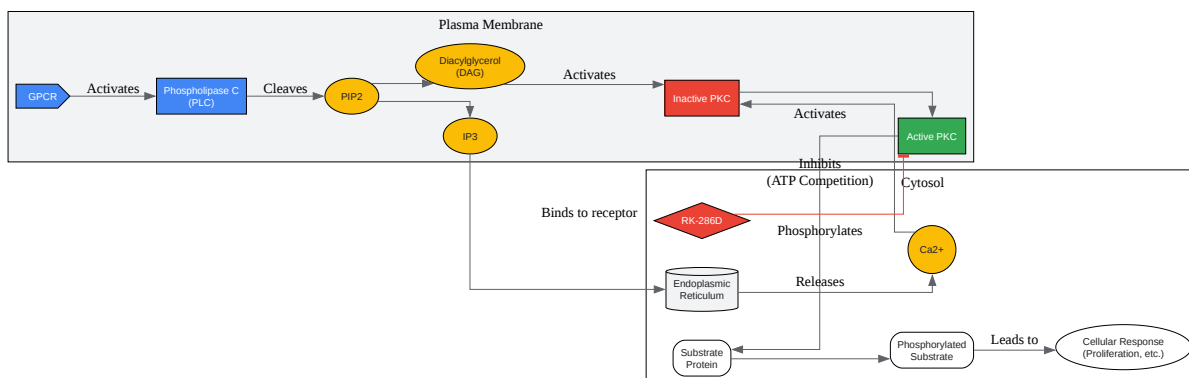 Plasma Membrane
Diacylglycerol
(DAG)
GPCR
Activates
Phospholipase C
(PLC)
Cleaves
PIP2
Activates
Inactive PKC
Activates
IP3
Active PKC
Inhibits
(ATP Competition)
Cytosol
Binds to receptor
RK-286D
Phosphorylates
Ca2+
Endoplasmic
Reticulum
Releases
Substrate
Protein
Phosphorylated
Substrate
Leads to
Cellular Response
(Proliferation, etc.)